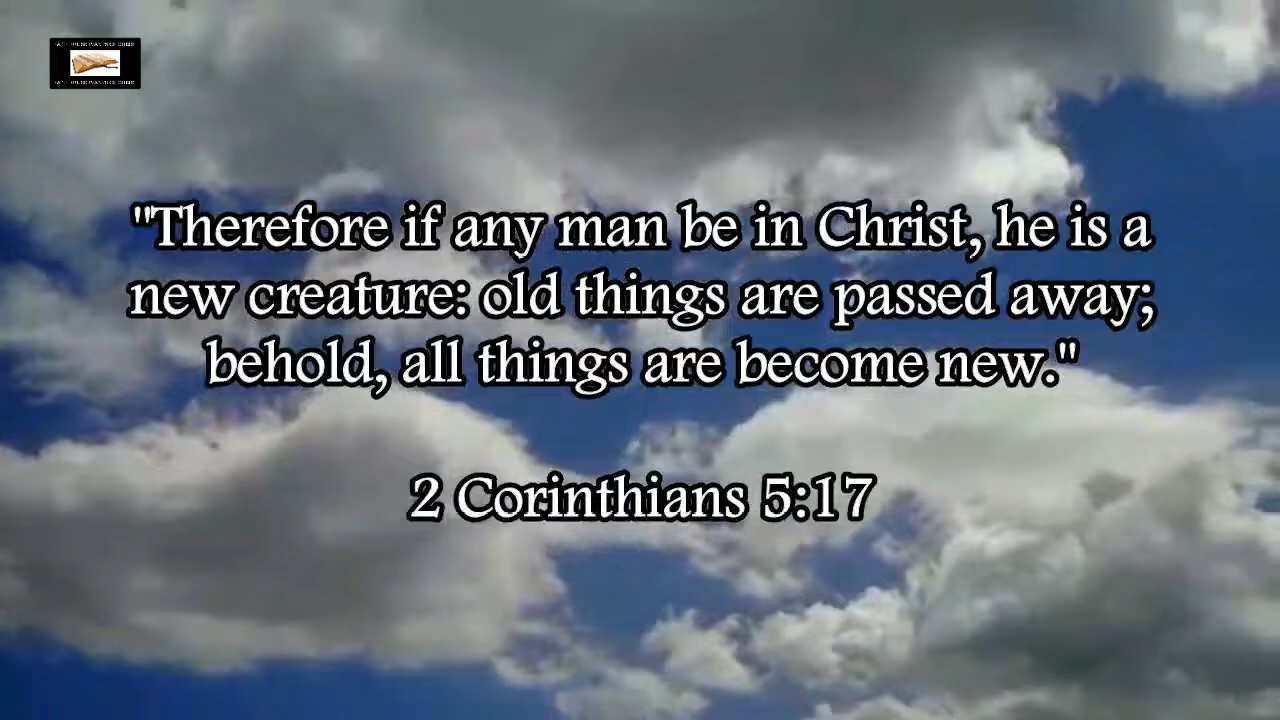 "Therefore if any man be in Christ, he is a
new creature: old things are passed away;
behold, all things are become new."
2 Corinthians 5:17